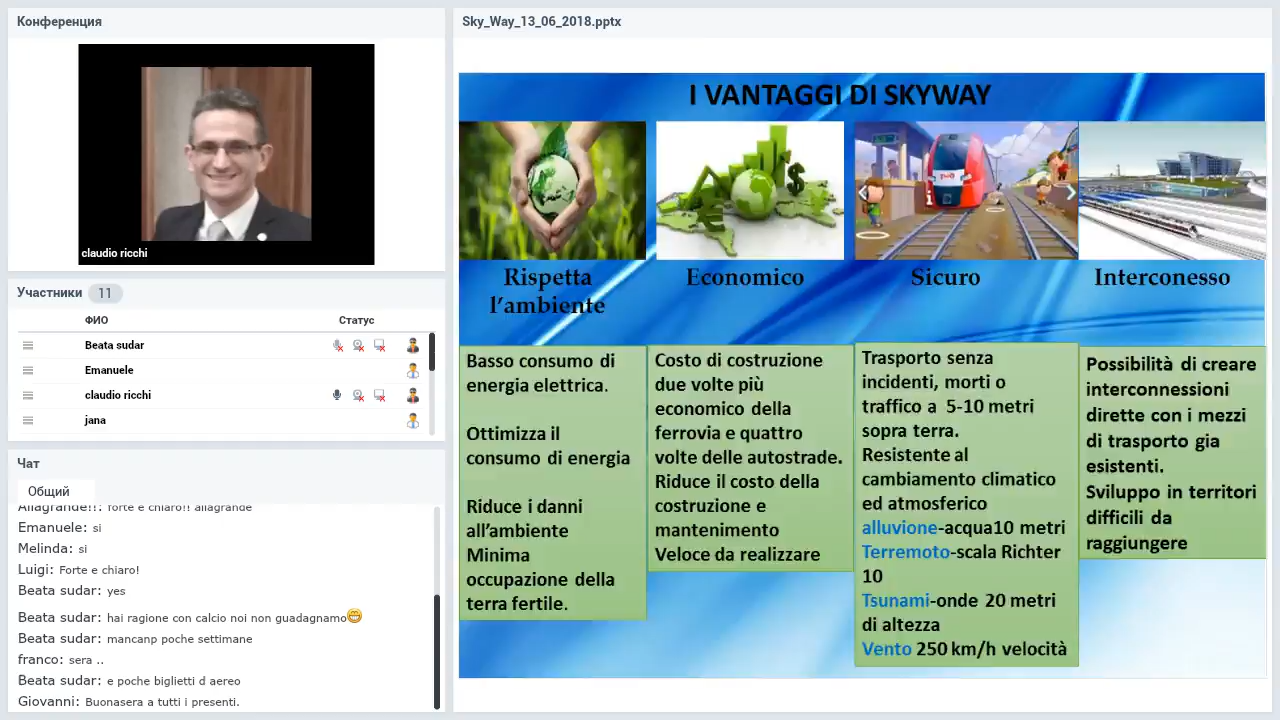 Конференция
claudio ricchi
Участники 11
ФИО Статус
Beata sudar
Emanuele
claudio ricchi
jana
Чат
Общий
forte e chiaro!! allagrande
Emanuele: si
Melinda: sì
Luigi: Forte e chiaro!
Beata sudar: yes
Beata sudar: hai ragione con calcio noi non guadagnamo
Beata sudar: mancanp poche settimane
franco: sera ..
Beata sudar: e poche biglietti d aereo
Giovanni: Buonasera a tutti i presenti.
Sky_Way_13_06_2018.pptx
I VANTAGGI DI SKYWAY
Rispetta
l’ambiente
Basso consumo di
energia elettrica.
Ottimizza il
consumo di energia
Riduce i danni
all’ambiente
Minima
occupazione della
terra fertile.
Economico
Costo di costruzione
due volte più
economico della
ferrovia e quattro
volte delle autostrade.
Riduce il costo della
costruzione e
mantenimento
Veloce da realizzare
Sicuro
Trasporto senza
incidenti, morti o
traffico a 5-10 metri
sopra terra.
Resistente al
cambiamento climatico
ed atmosferico
alluvione-acqua10 metri
Terremoto-scala Richter
10
Tsunami-onde 20 metri
di altezza
Vento 250 km/h velocità
Interconesso
Possibilità di creare
interconnessioni
dirette con i mezzi
di trasporto gia
esistenti.
Sviluppo in territori
difficili da
raggiungere